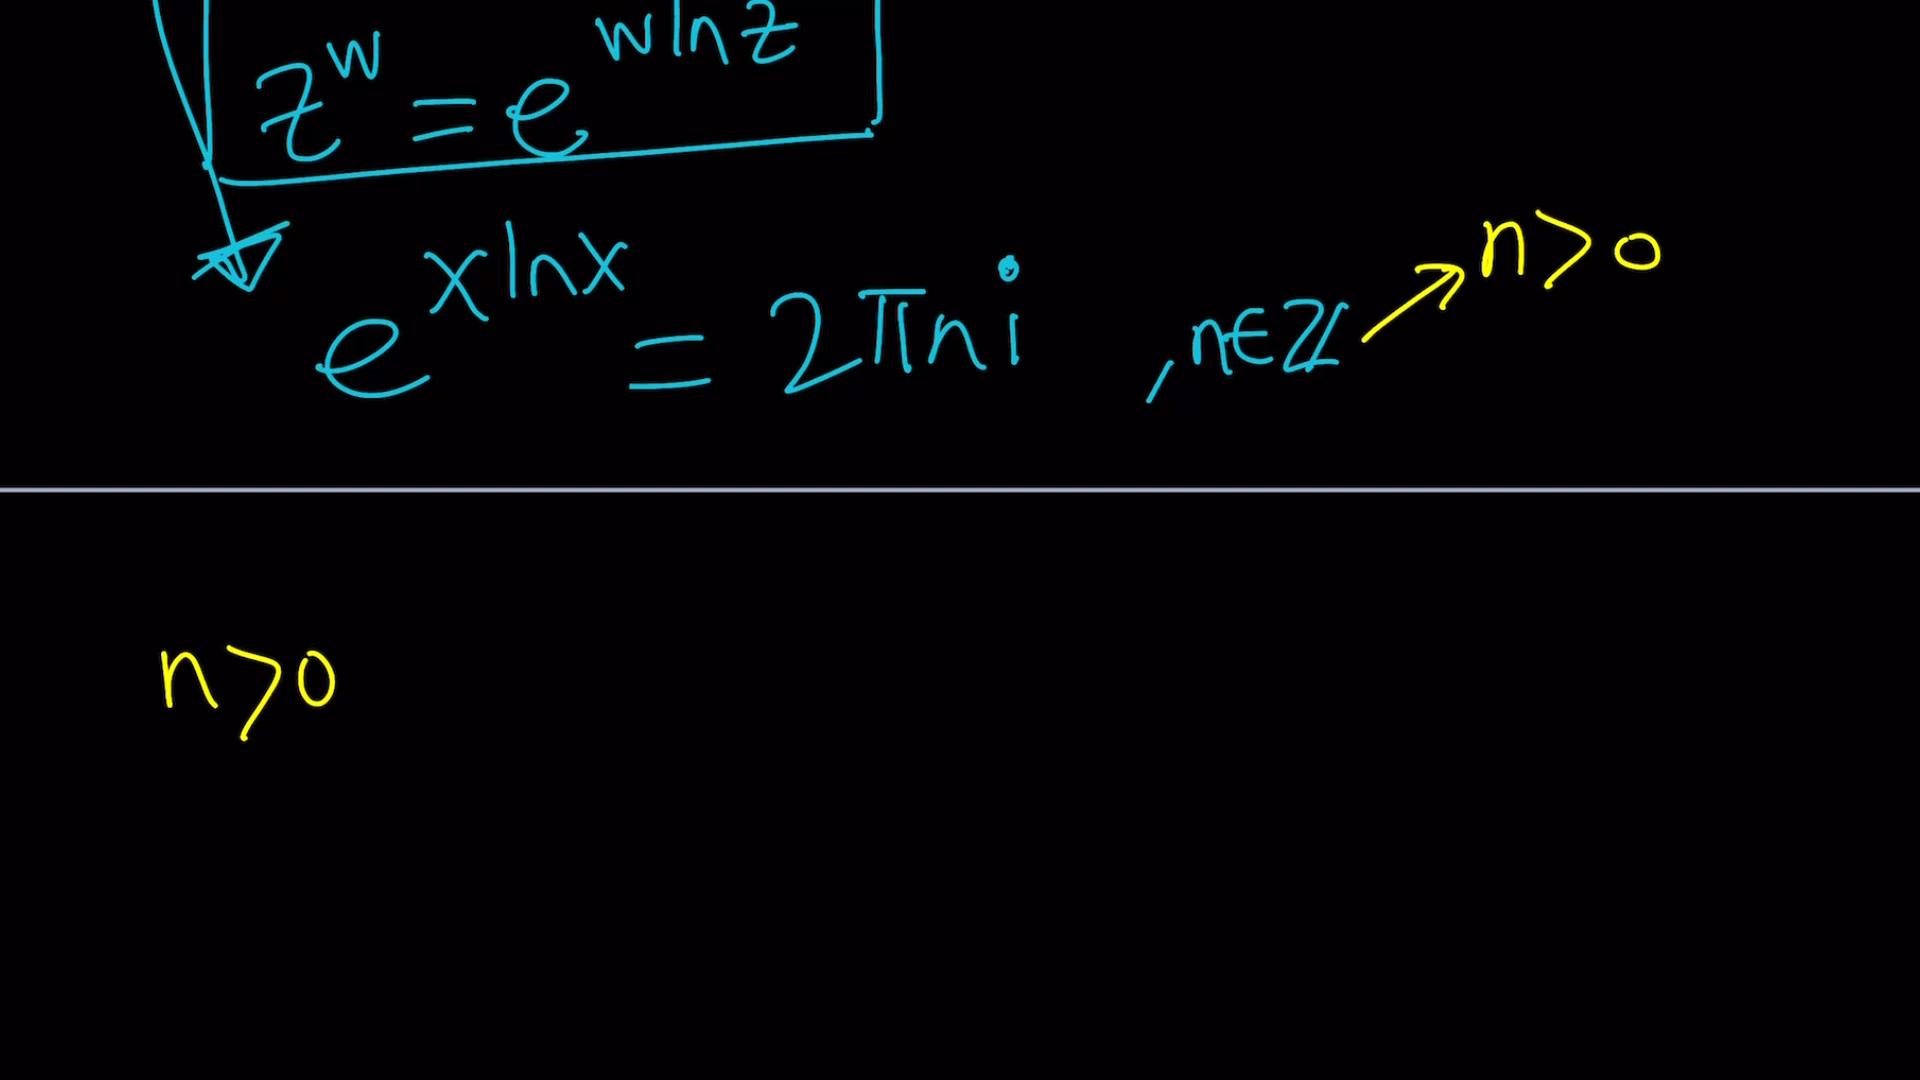 z^w = e^{w ln z}
e^{x ln x} = 2πni , n∈ℤ → n>0
n>0